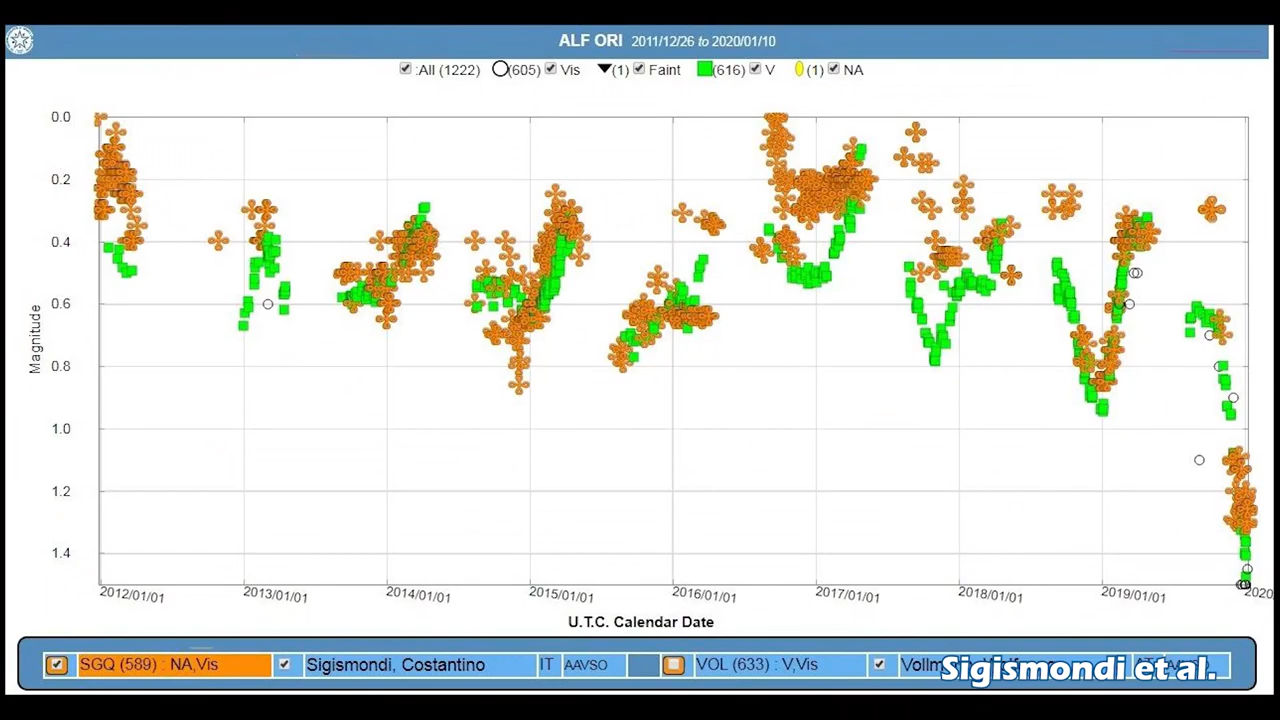 ALF ORI 2011/12/26 to 2020/01/10
:All (1222) (605) Vis (1) Faint (616) V (1) NA
0.0
0.2
0.4
0.6
0.8
1.0
1.2
1.4
Magnitude
2012/01/01 2013/01/01 2014/01/01 2015/01/01 2016/01/01 2017/01/01 2018/01/01 2019/01/01 2020
U.T.C. Calendar Date
SGQ (589) : NA,Vis Sigismondi, Costantino IT AAVSO VOL (633) : V,Vis
Sigismondi et al.